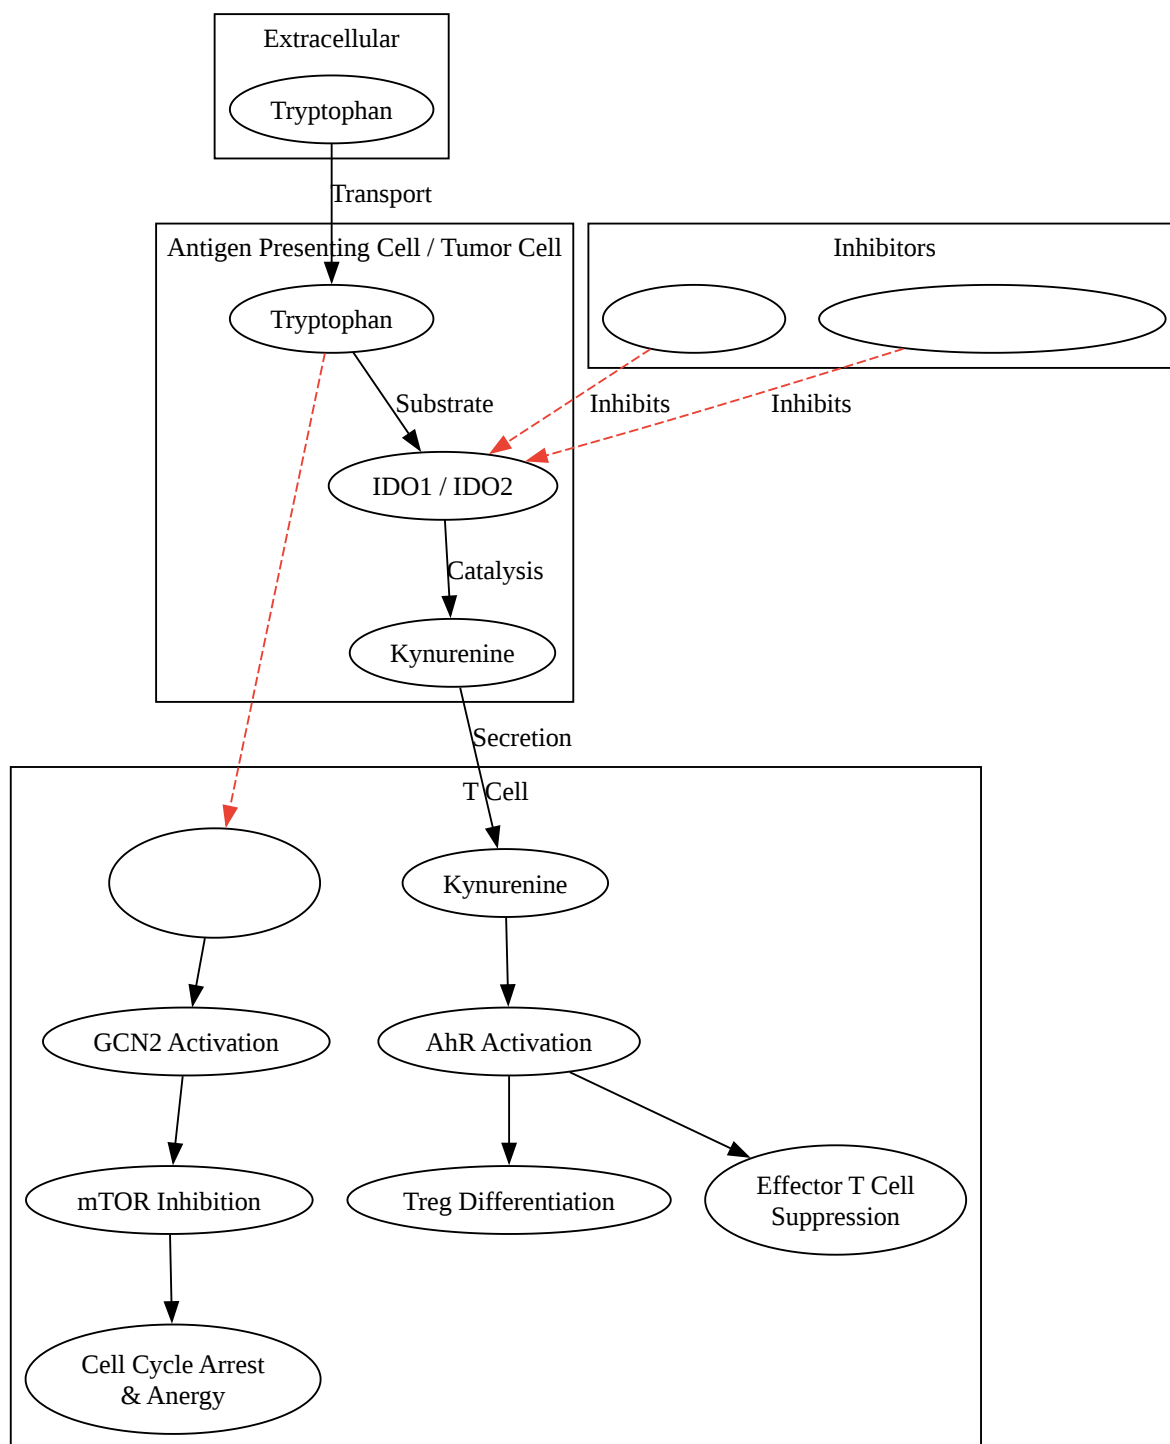 Extracellular
Tryptophan
Transport
Antigen Presenting Cell / Tumor Cell
Inhibitors
Tryptophan
Substrate
Inhibits
Inhibits
IDO1 / IDO2
Catalysis
Kynurenine
Secretion
T Cell
Kynurenine
GCN2 Activation
AhR Activation
mTOR Inhibition
Treg Differentiation
Effector T Cell
Suppression
Cell Cycle Arrest
& Anergy